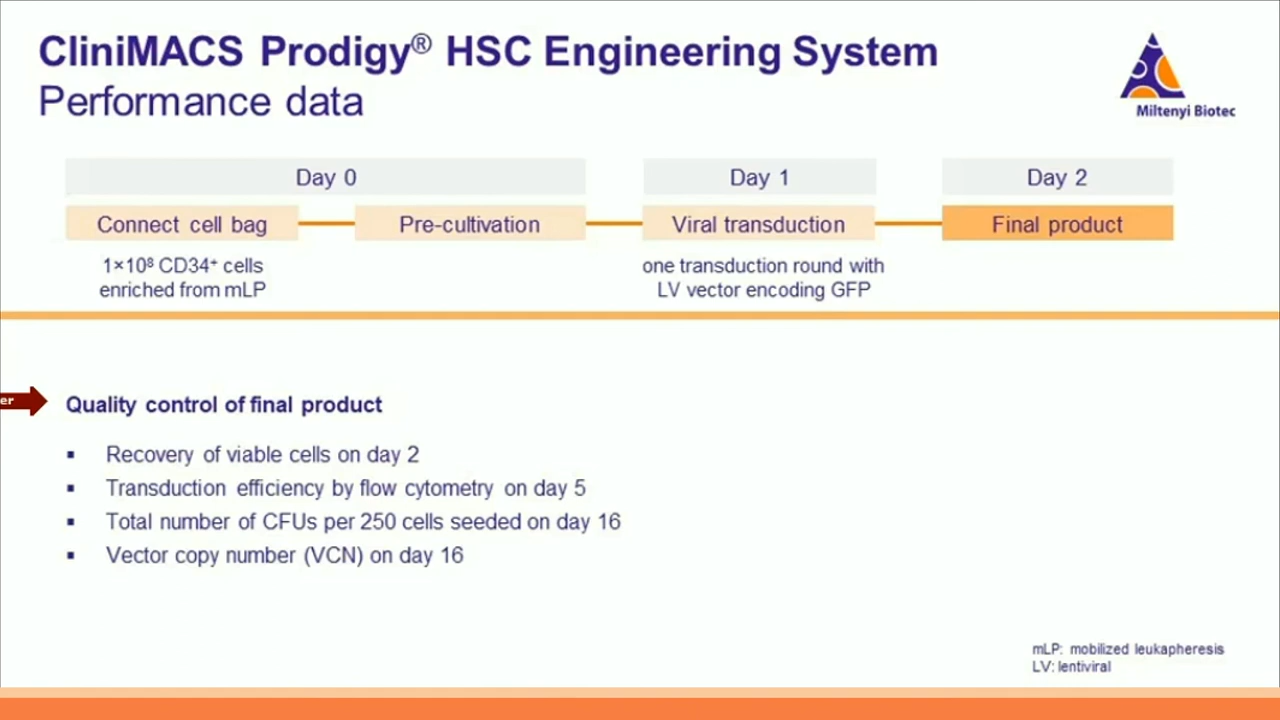 CliniMACS Prodigy® HSC Engineering System
Performance data
Miltenyi Biotec
Day 0
Day 1
Day 2
Connect cell bag
Pre-cultivation
Viral transduction
Final product
1×10⁸ CD34⁺ cells
enriched from mLP
one transduction round with
LV vector encoding GFP
er
Quality control of final product
▪ Recovery of viable cells on day 2
▪ Transduction efficiency by flow cytometry on day 5
▪ Total number of CFUs per 250 cells seeded on day 16
▪ Vector copy number (VCN) on day 16
mLP: mobilized leukapheresis
LV: lentiviral